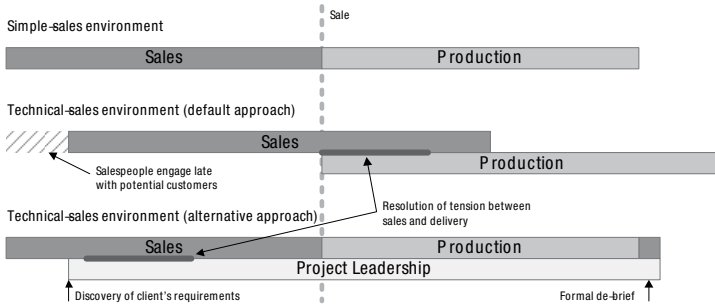 Sale
Simple-sales environment
Sales
Production
Technical-sales environment (default approach)
Sales
Production
Salespeople engage late
with potential customers
Resolution of tension between
sales and delivery
Technical-sales environment (alternative approach)
Sales
Production
Project Leadership
Discovery of client's requirements
Formal de-brief